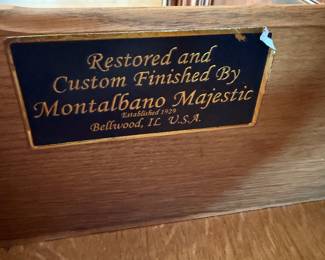 Restored and
Custom Finished By
Montalbano Majestic
Established 1929
Bellwood, IL U.S.A.